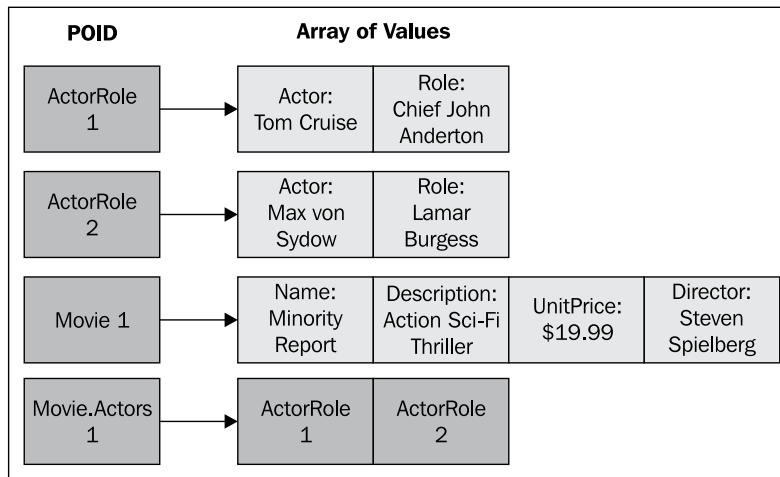 POID
Array of Values
ActorRole
1
Actor:
Tom Cruise
Role:
Chief John
Anderton
ActorRole
2
Actor:
Max von
Sydow
Role:
Lamar
Burgess
Movie 1
Name:
Minority
Report
Description:
Action Sci-Fi
Thriller
UnitPrice:
$19.99
Director:
Steven
Spielberg
Movie.Actors
1
ActorRole
1
ActorRole
2